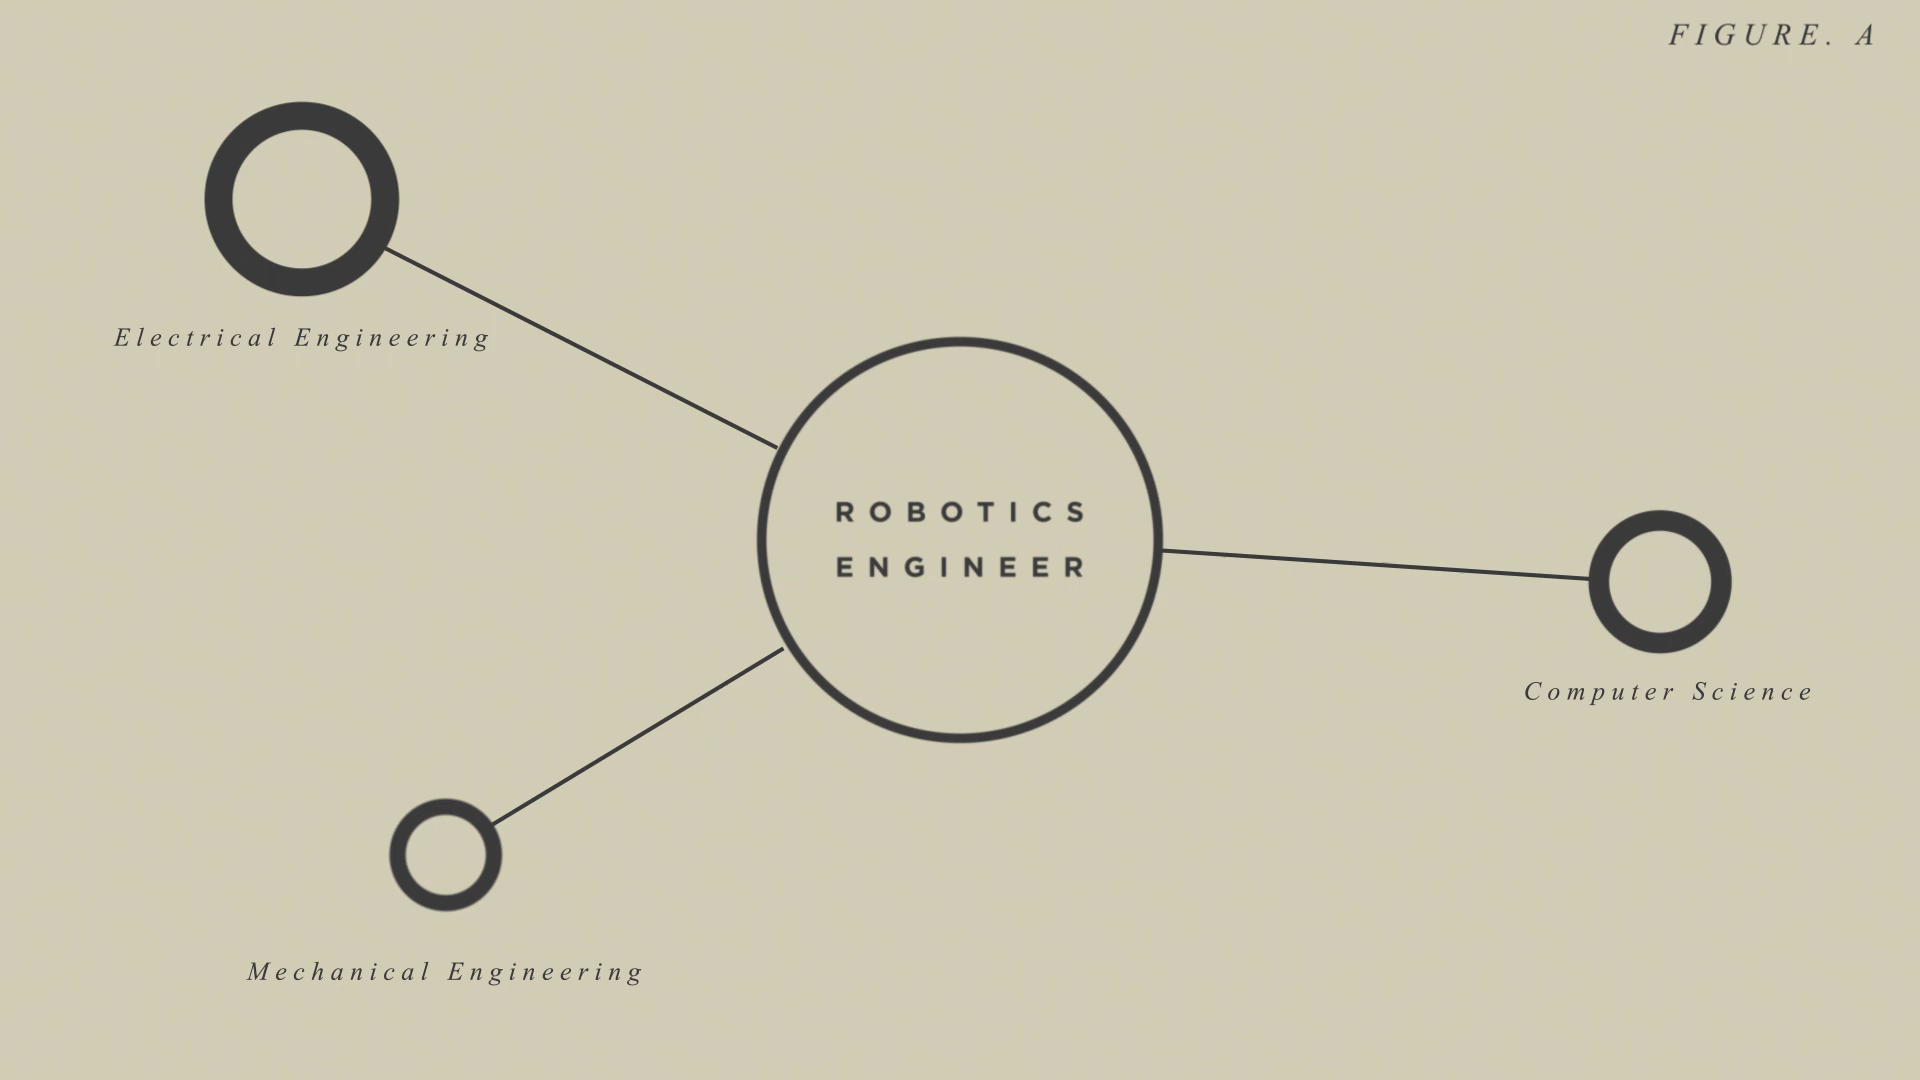 FIGURE. A
Electrical Engineering
ROBOTICS
ENGINEER
Computer Science
Mechanical Engineering